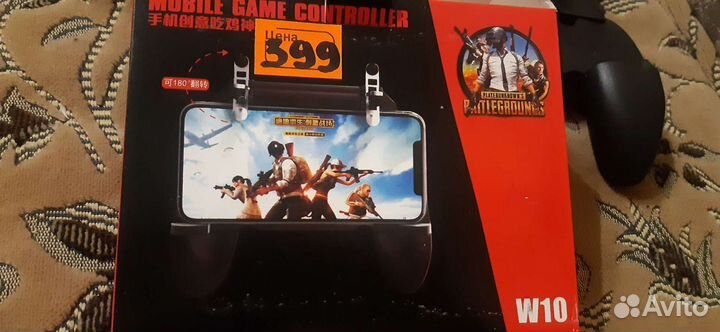 MOBILE GAME CONTROLLER
手机创意吃鸡神
Цена
399
可180°翻转
PLAYERUNKNOWN'S
BATTLEGROUNDS
W10
Avito